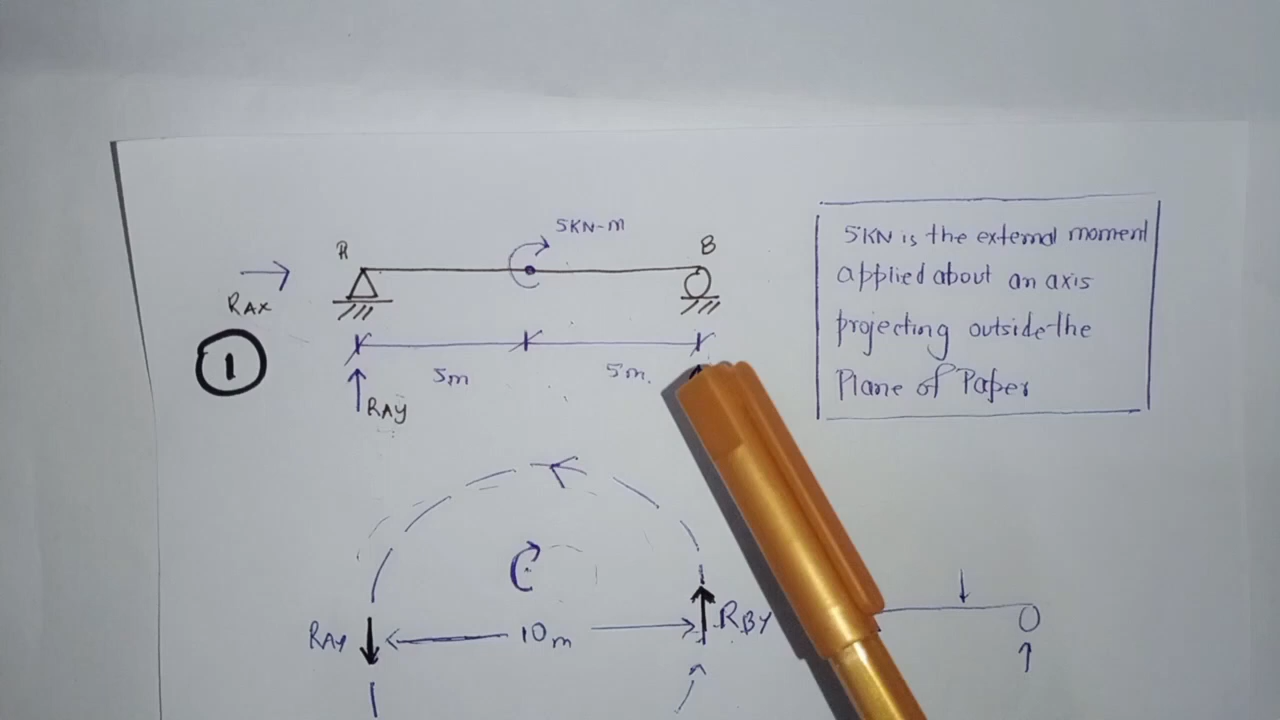 5KN-m
A
B
RAX
1
5m
5m.
RAY
5KN is the external moment
applied about an axis
projecting outside the
Plane of Paper
RAY
10m
RBY